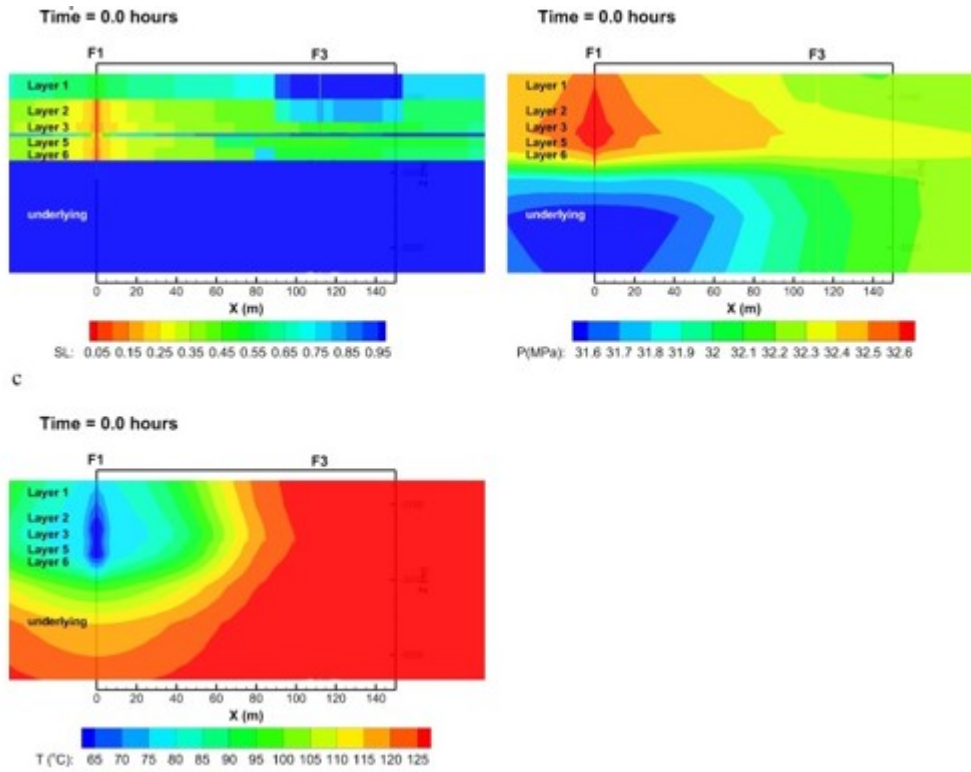 Time = 0.0 hours
F1 F3
Layer 1
Layer 2
Layer 3
Layer 5
Layer 6
underlying
0 20 40 60 80 100 120 140
X (m)
SL: 0.05 0.15 0.25 0.35 0.45 0.55 0.65 0.75 0.85 0.95
Time = 0.0 hours
F1 F3
Layer 1
Layer 2
Layer 3
Layer 5
Layer 6
underlying
0 20 40 60 80 100 120 140
X (m)
P(MPa): 31.6 31.7 31.8 31.9 32 32.1 32.2 32.3 32.4 32.5 32.6
c
Time = 0.0 hours
F1 F3
Layer 1
Layer 2
Layer 3
Layer 5
Layer 6
underlying
0 20 40 60 80 100 120 140
X (m)
T (°C): 65 70 75 80 85 90 95 100 105 110 115 120 125